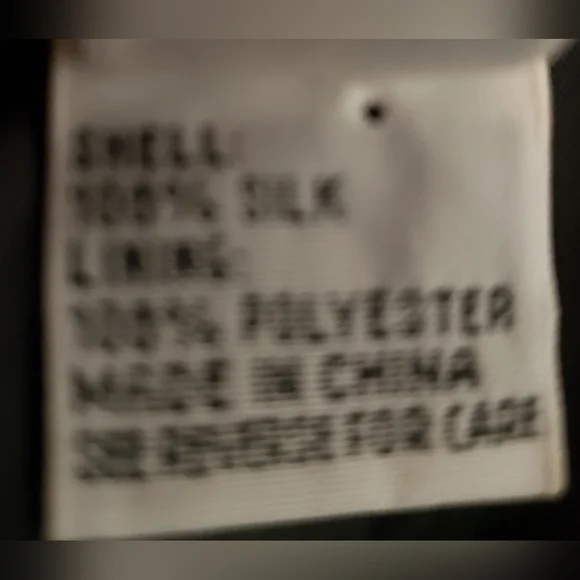 SHELL:
100% SILK
LINING:
100% POLYESTER
MADE IN CHINA
SEE REVERSE FOR CARE